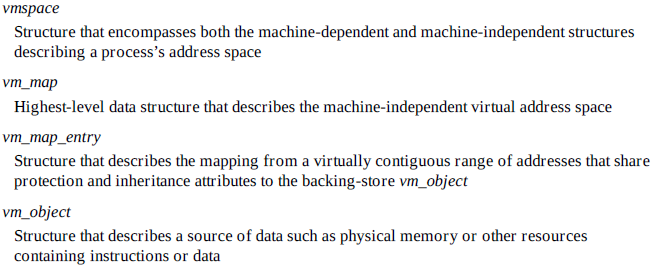 vmspace
Structure that encompasses both the machine-dependent and machine-independent structures
describing a process’s address space
vm_map
Highest-level data structure that describes the machine-independent virtual address space
vm_map_entry
Structure that describes the mapping from a virtually contiguous range of addresses that share
protection and inheritance attributes to the backing-store vm_object
vm_object
Structure that describes a source of data such as physical memory or other resources
containing instructions or data